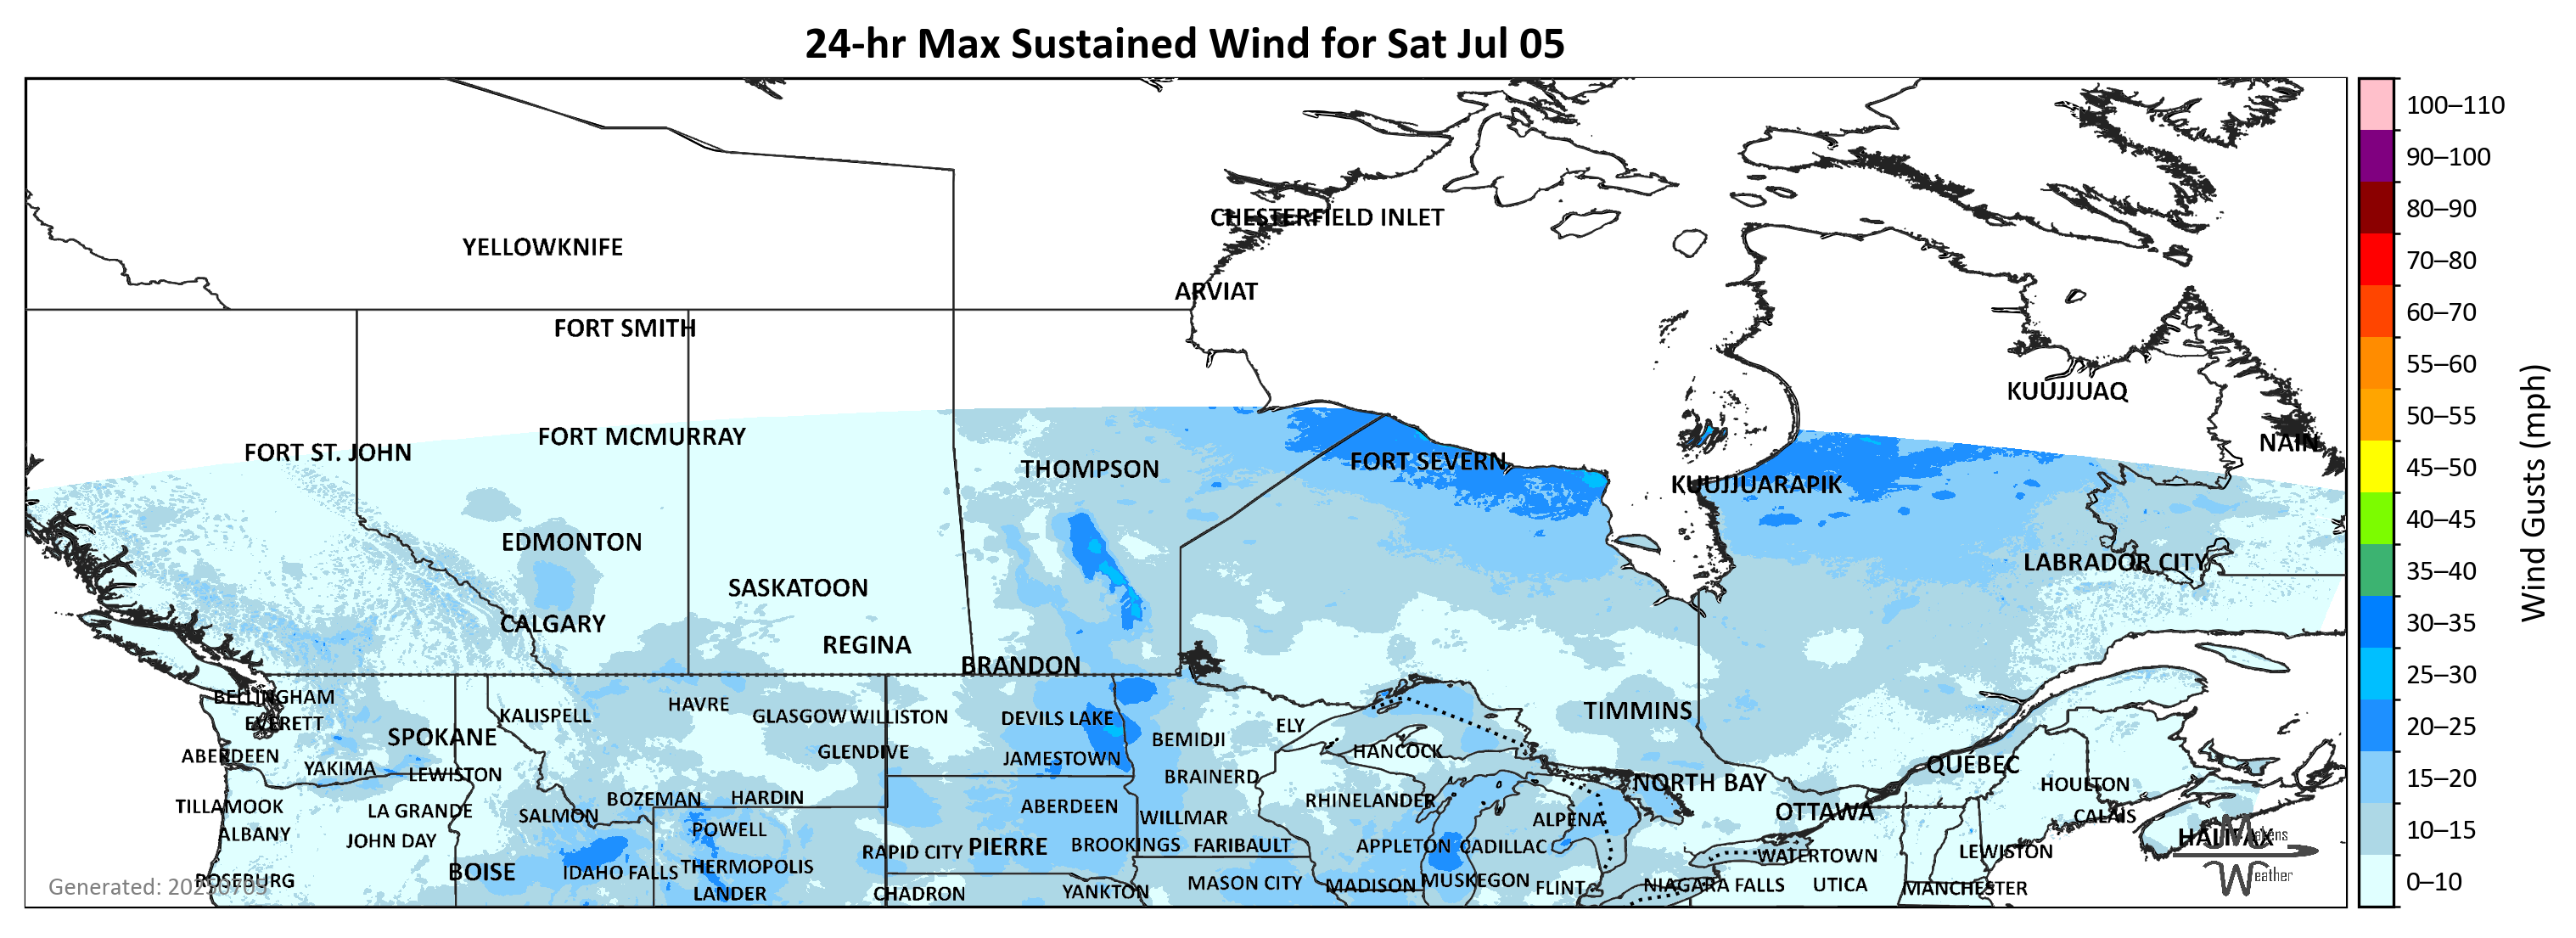 24-hr Max Sustained Wind for Sat Jul 05
100–110
90–100
80–90
70–80
60–70
55–60
50–55
45–50
40–45
35–40
30–35
25–30
20–25
15–20
10–15
0–10
Wind Gusts (mph)
CHESTERFIELD INLET
YELLOWKNIFE
ARVIAT
FORT SMITH
KUUJJUAQ
FORT MCMURRAY
NAIN
FORT ST. JOHN
FORT SEVERN
THOMPSON
KUUJJUARAPIK
EDMONTON
LABRADOR CITY
SASKATOON
CALGARY
REGINA
BRANDON
BELLINGHAM
HAVRE
TIMMINS
KALISPELL
GLASGOW
WILLISTON
DEVILS LAKE
EVERETT
ELY
SPOKANE
BEMIDJI
HANCOCK
GLENDIVE
ABERDEEN
JAMESTOWN
QUÉBEC
YAKIMA
LEWISTON
BRAINERD
NORTH BAY
HOULTON
BOZEMAN
HARDIN
RHINELANDER
TILLAMOOK
LA GRANDE
ABERDEEN
OTTAWA
SALMON
WILLMAR
CALAIS
ALPENA
POWELL
ALBANY
HALIFAX
JOHN DAY
BROOKINGS
FARIBAULT
APPLETON
CADILLAC
PIERRE
RAPID CITY
LEWISTON
WATERTOWN
THERMOPOLIS
BOISE
IDAHO FALLS
ROSEBURG
MUSKEGON
MASON CITY
MADISON
NIAGARA FALLS
UTICA
FLINT
MANCHESTER
LANDER
CHADRON
YANKTON
Generated: 20250705
Makens
Weather